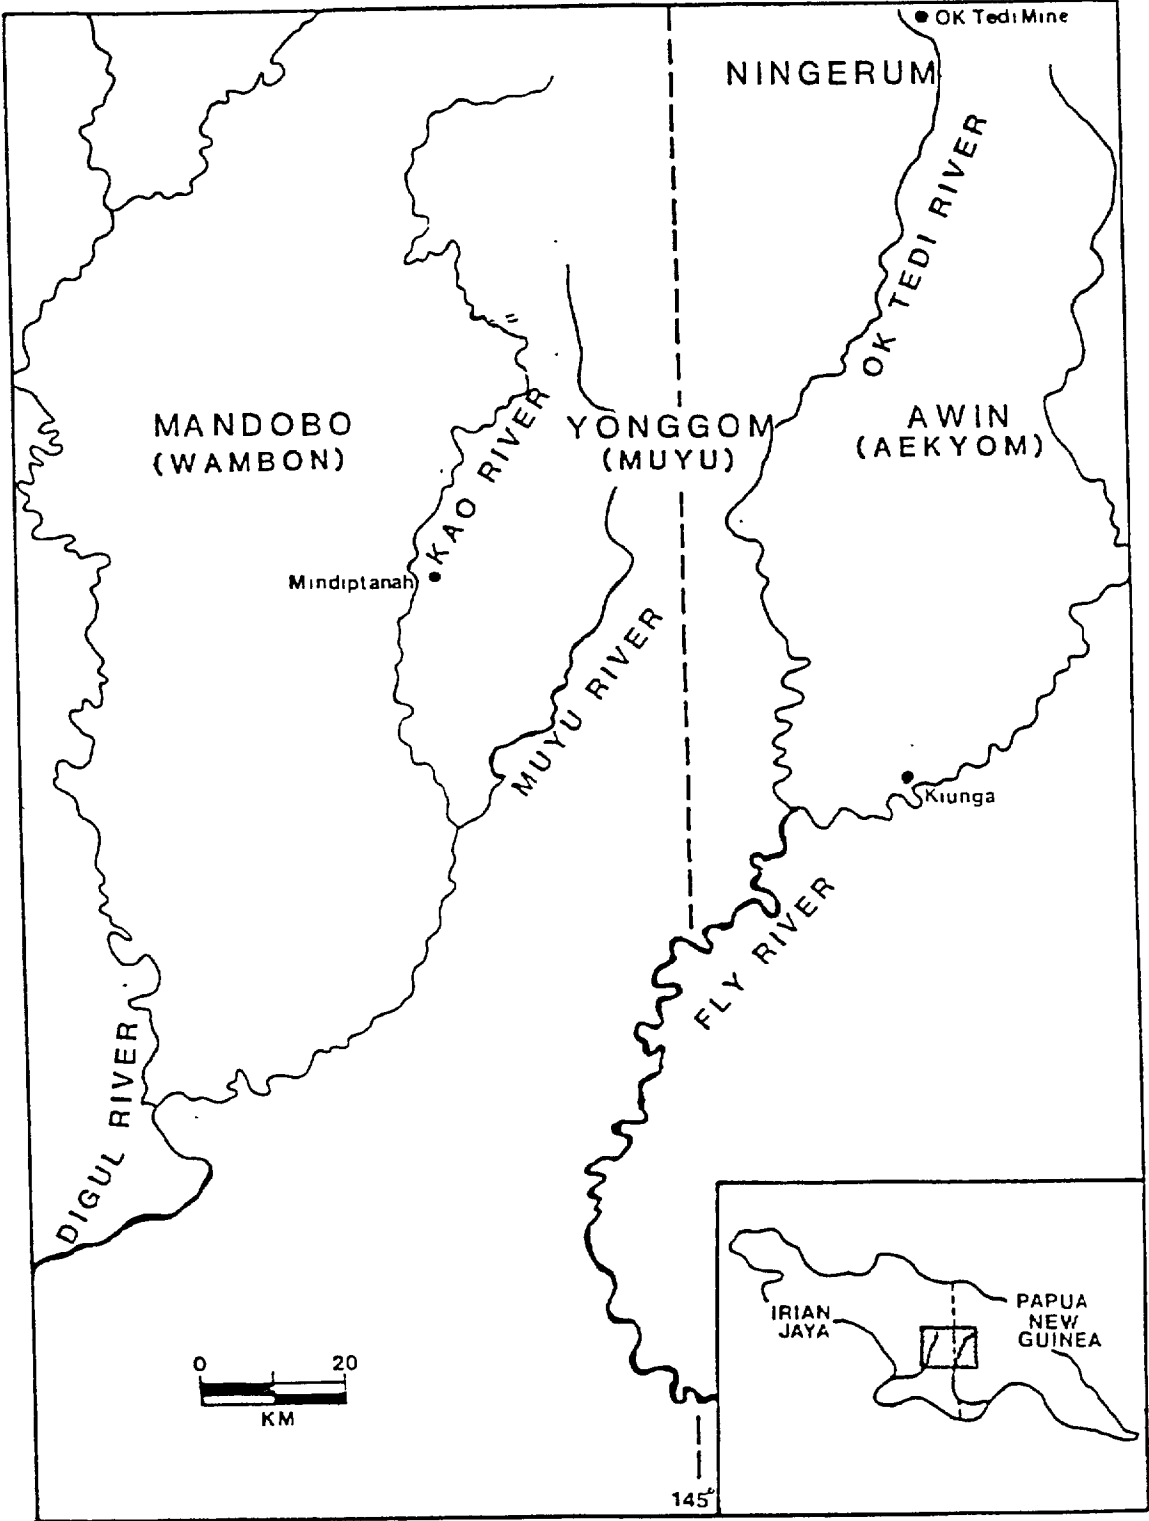 OK Tedi Mine
NINGERUM
OK TEDI RIVER
MANDOBO
(WAMBON)
KAO RIVER
YONGGOM
(MUYU)
AWIN
(AEKYOM)
Mindiptanah
MUYU RIVER
Kiunga
FLY RIVER
DIGUL RIVER
IRIAN
JAYA
PAPUA
NEW
GUINEA
0 20
KM
145°